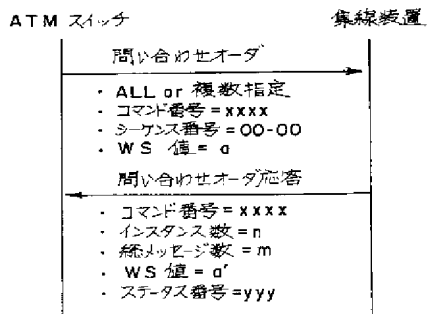 ATM スイッチ
集線装置
問い合わせオーダ
・ ALL or 複数指定
・ コマンド番号 = xxxx
・ シーケンス番号 = 00-00
・ WS 値 = a
問い合わせオーダ応答
・ コマンド番号 = xxxx
・ インスタンス数 = n
・ 総メッセージ数 = m
・ WS 値 = a'
・ ステータス番号 = yyy